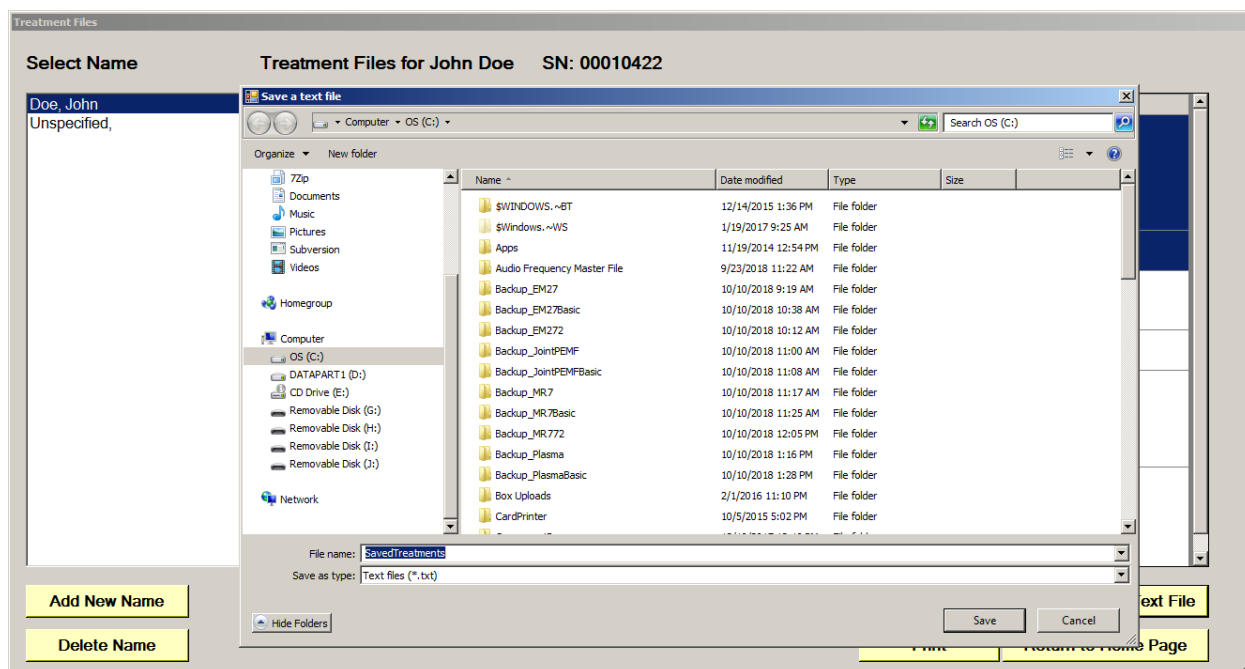 Treatment Files
Select Name
Treatment Files for John Doe SN: 00010422
Doe, John
Unspecified,
Save a text file
Computer OS (C:)
Search OS (C:)
Organize New folder
7Zip
Documents
Music
Pictures
Subversion
Videos
Homegroup
Computer
OS (C:)
DATAPART1 (D:)
CD Drive (E:)
Removable Disk (G:)
Removable Disk (H:)
Removable Disk (I:)
Removable Disk (J:)
Network
Name Date modified Type Size
$WINDOWS.~BT 12/14/2015 1:36 PM File folder
$Windows.~WS 1/19/2017 9:25 AM File folder
Apps 11/19/2014 12:54 PM File folder
Audio Frequency Master File 9/23/2018 11:22 AM File folder
Backup_EM27 10/10/2018 9:19 AM File folder
Backup_EM27Basic 10/10/2018 10:38 AM File folder
Backup_EM272 10/10/2018 10:12 AM File folder
Backup_JointPEMF 10/10/2018 11:00 AM File folder
Backup_JointPEMFBasic 10/10/2018 11:08 AM File folder
Backup_MR7 10/10/2018 11:17 AM File folder
Backup_MR7Basic 10/10/2018 11:25 AM File folder
Backup_MR772 10/10/2018 12:05 PM File folder
Backup_Plasma 10/10/2018 1:16 PM File folder
Backup_PlasmaBasic 10/10/2018 1:28 PM File folder
Box Uploads 2/1/2016 11:10 PM File folder
CardPrinter 10/5/2015 5:02 PM File folder
File name: SavedTreatments
Save as type: Text files (*.txt)
Hide Folders
Save Cancel
Add New Name
Text File
Delete Name
Print
Return to Home Page